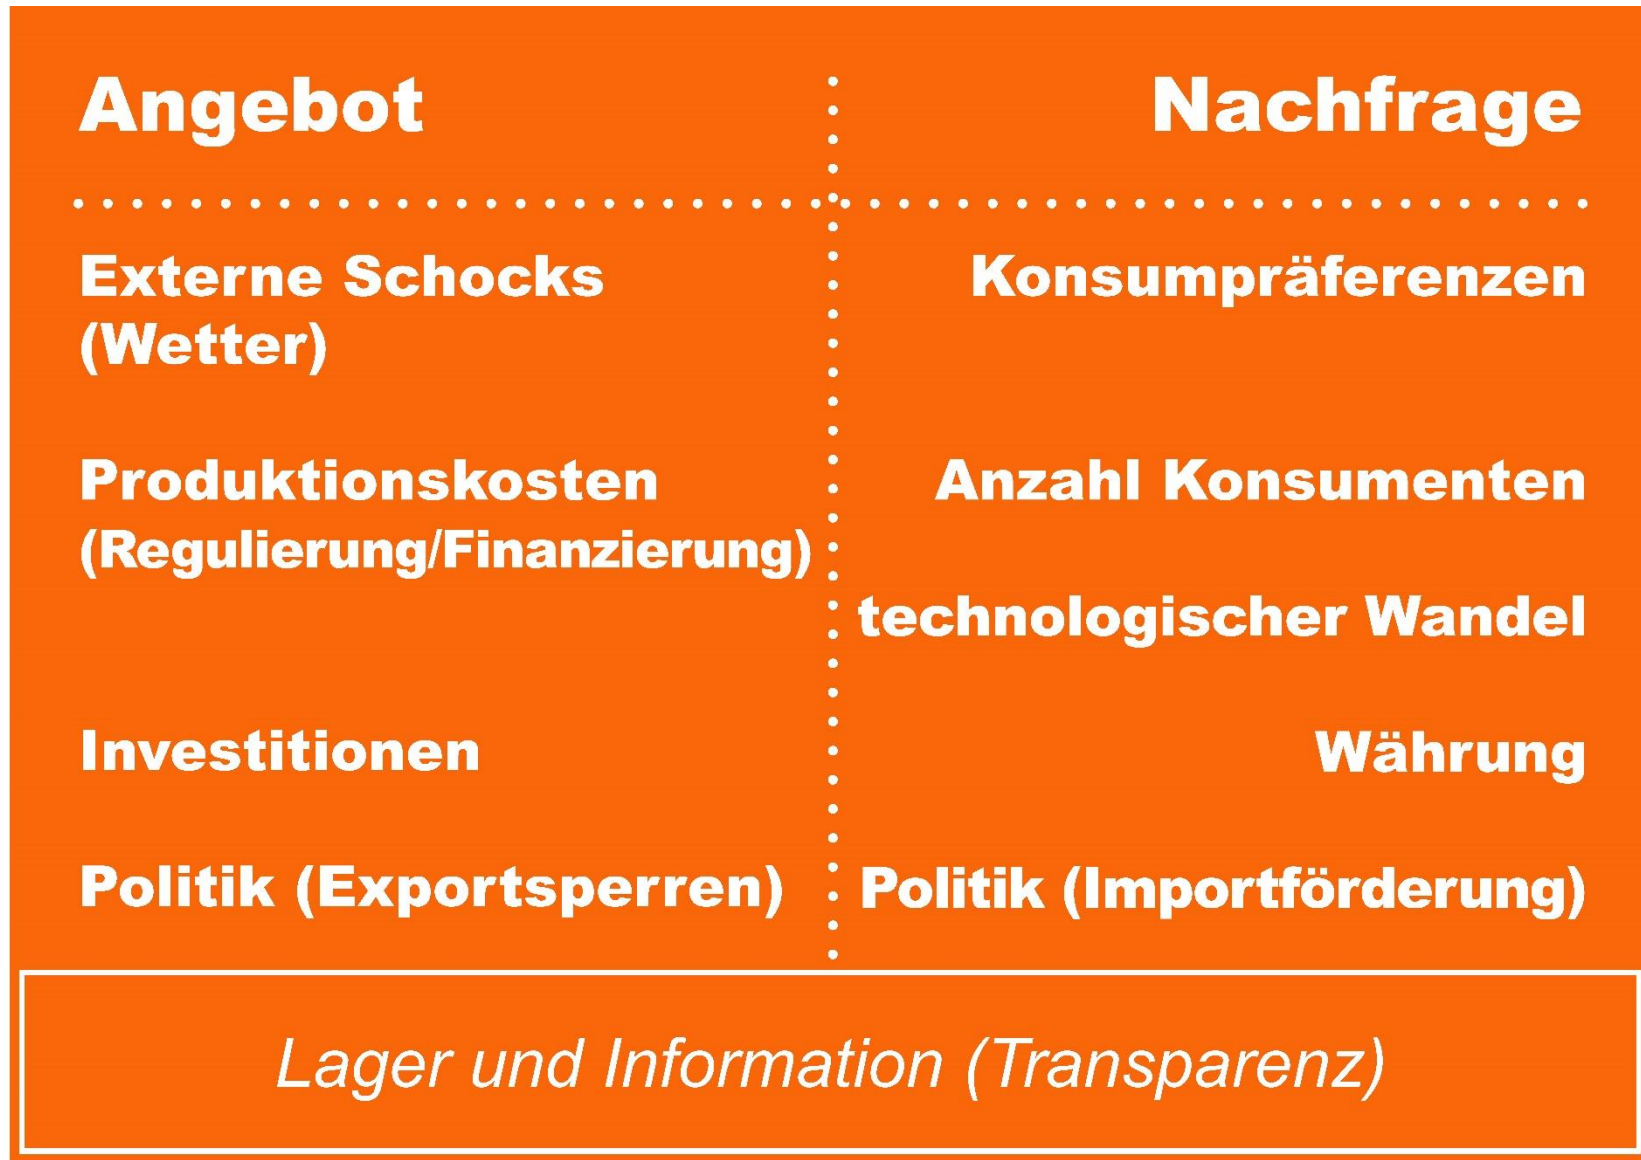 Angebot
Nachfrage
Externe Schocks
(Wetter)
Konsumpräferenzen
Produktionskosten
(Regulierung/Finanzierung)
Anzahl Konsumenten
technologischer Wandel
Investitionen
Währung
Politik (Exportsperren)
Politik (Importförderung)
Lager und Information (Transparenz)